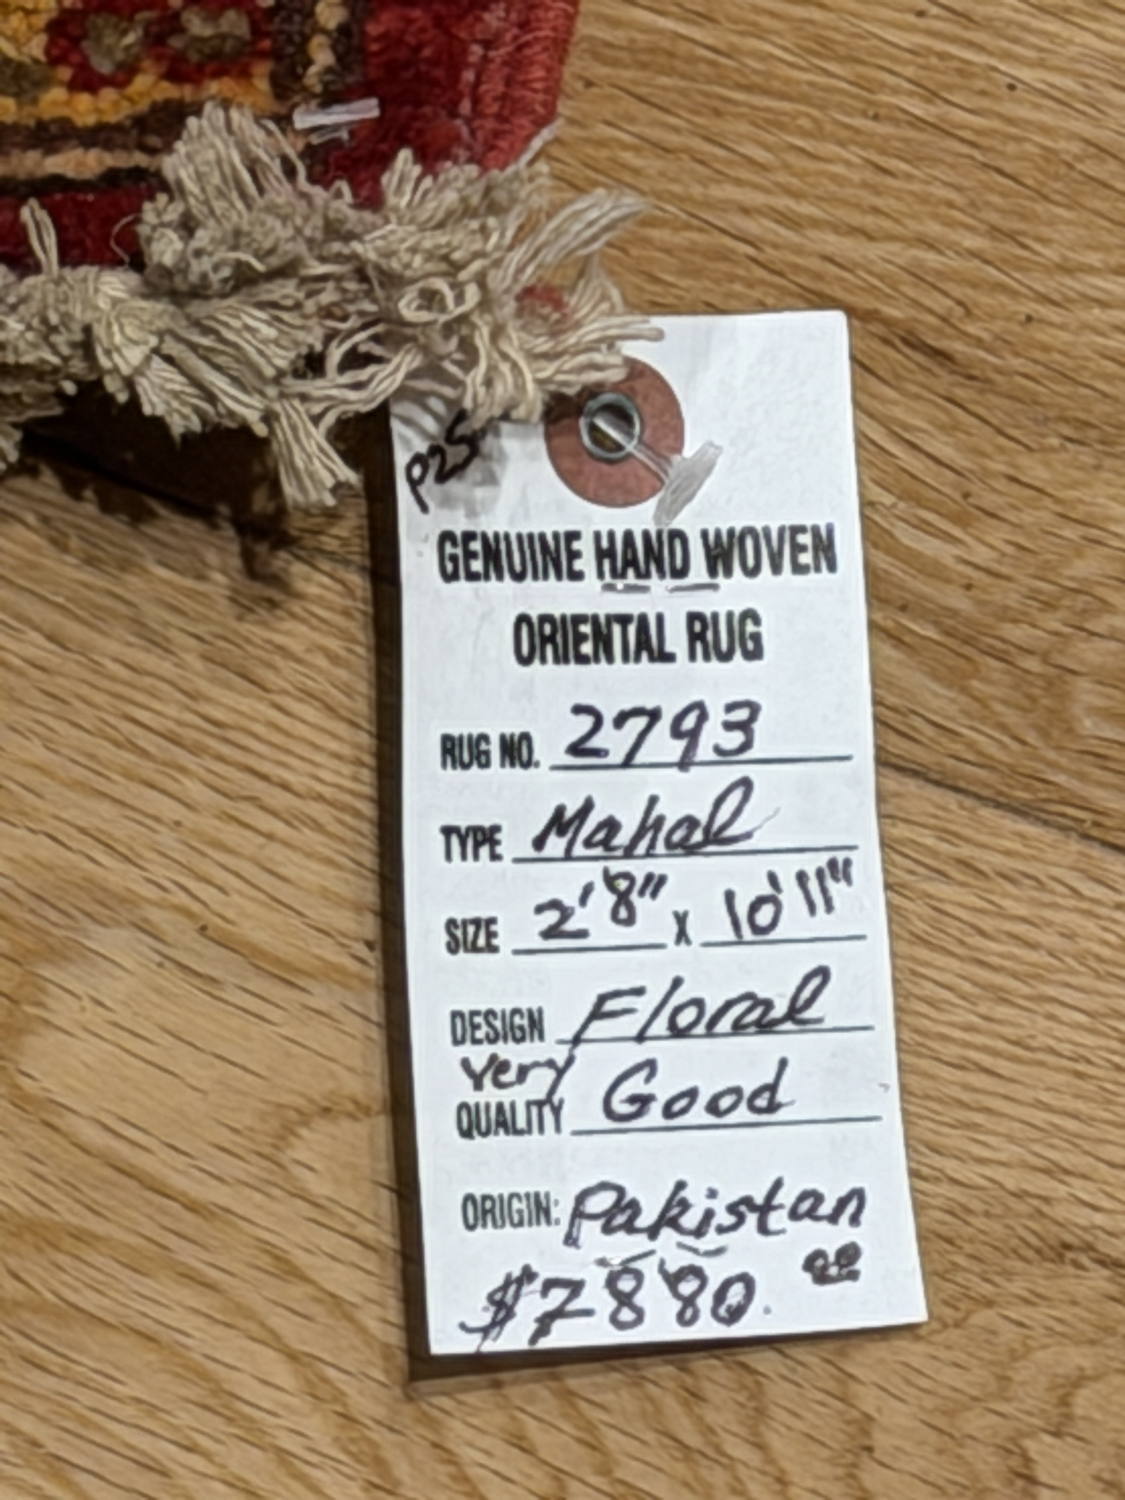 P25
GENUINE HAND WOVEN
ORIENTAL RUG
RUG NO. 2793
TYPE Mahal
SIZE 2'8" x 10'11"
DESIGN Floral
Very
QUALITY Good
ORIGIN: Pakistan
$7880.00